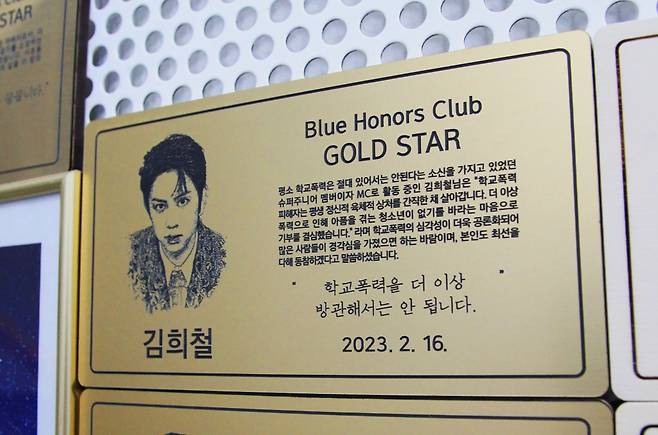 Blue Honors Club
GOLD STAR
평소 학교폭력은 절대 있어서는 안된다는 소신을 가지고 있었던
슈퍼주니어 멤버이자 MC로 활동 중인 김희철님은 "학교폭력
피해자는 평생 정신적 육체적 상처를 간직한 채 살아갑니다. 더 이상
폭력으로 인해 아픔을 겪는 청소년이 없기를 바라는 마음으로
기부를 결심했습니다." 라며 학교폭력의 심각성이 더욱 공론화되어
많은 사람들이 경각심을 가졌으면 하는 바람이며, 본인도 최선을
다해 동참하겠다고 말씀하셨습니다.
" 학교폭력을 더 이상 "
방관해서는 안 됩니다.
김희철
2023. 2. 16.